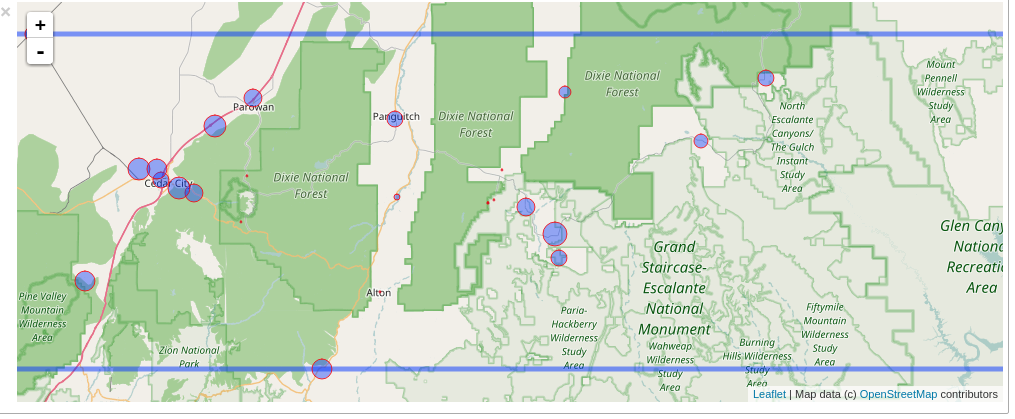 ×
+
-
Parowan
Panguitch
Cedar City
Alton
Dixie National
Forest
Dixie National
Forest
Dixie National
Forest
Mount
Pennell
Wilderness
Study
Area
North
Escalante
Canyons/
The Gulch
Instant
Study
Area
Glen Cany
Nationa
Recreatio
Area
Grand
Staircase-
Escalante
National
Monument
Pine Valley
Mountain
Wilderness
Area
Zion National
Park
Paria-
Hackberry
Wilderness
Study
Area
Wahweap
Wilderness
Study
Area
Burning
Hills Wilderness
Study
Area
Fiftymile
Mountain
Wilderness
Study
Area
Leaflet | Map data (c) OpenStreetMap contributors